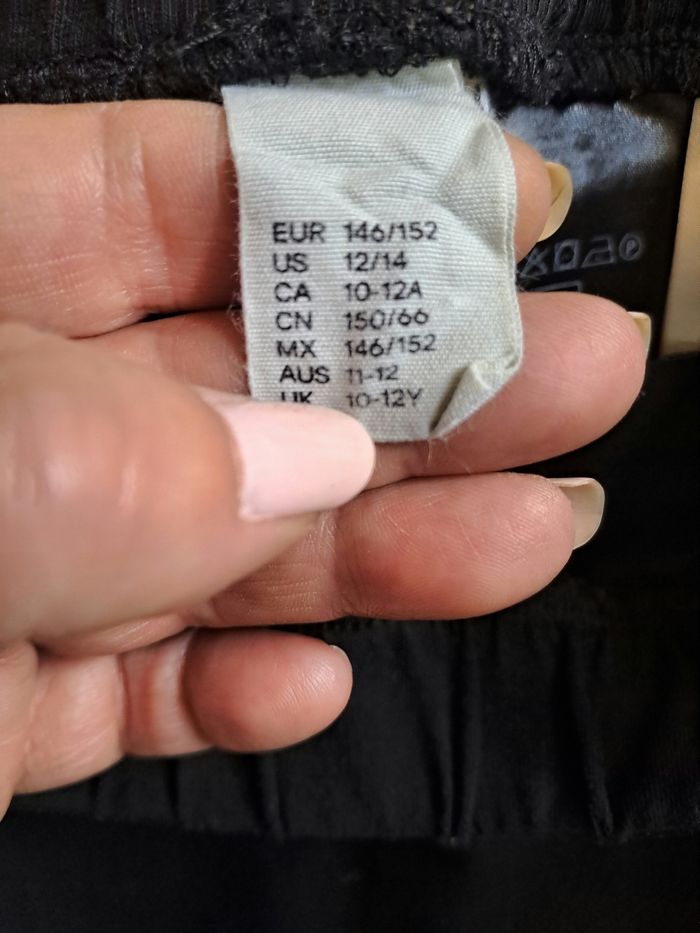 EUR 146/152
US 12/14
CA 10-12A
CN 150/66
MX 146/152
AUS 11-12
UK 10-12Y